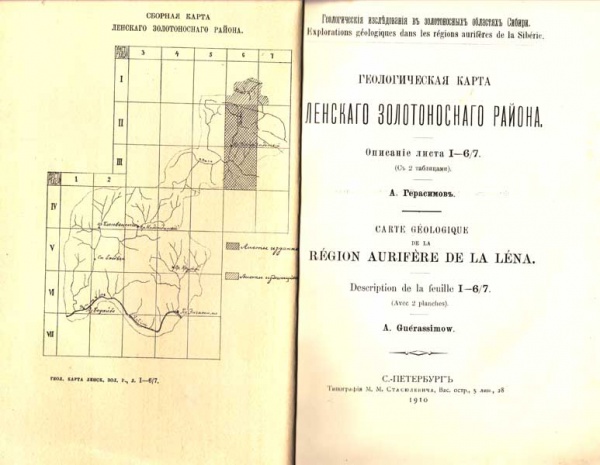 СБОРНАЯ КАРТА
ЛЕНСКАГО ЗОЛОТОНОСНАГО РАЙОНА.
3 4 5 6 7
I
II
III
1 2
IV
V
VI
VII
ГЕОЛ. КАРТА ЛЕНСК. ЗОЛ. Р., Л. I—6/7.
Геологическія изслѣдованія въ золотоносныхъ областяхъ Сибири.
Explorations géologiques dans les régions aurifères de la Sibérie.
ГЕОЛОГИЧЕСКАЯ КАРТА
ЛЕНСКАГО ЗОЛОТОНОСНАГО РАЙОНА.
Описаніе листа I—6/7.
(Съ 2 таблицами).
А. Герасимовъ.
CARTE GÉOLOGIQUE
DE LA
RÉGION AURIFÈRE DE LA LÉNA.
Description de la feuille I—6/7.
(Avec 2 planches).
A. Guérassimow.
С.-ПЕТЕРБУРГЪ
Типографія М. М. Стасюлевича, Вас. остр., 5 лин., 28
1910